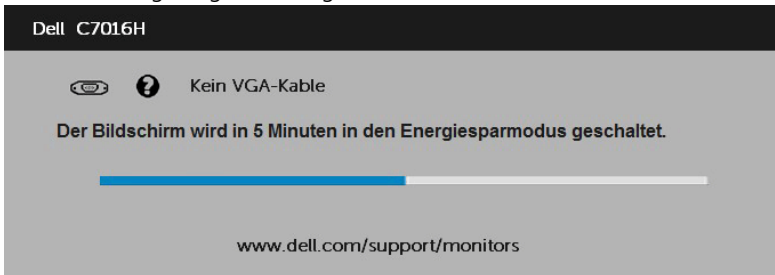 Dell C7016H
Kein VGA-Kable
Der Bildschirm wird in 5 Minuten in den Energiesparmodus geschaltet.
www.dell.com/support/monitors